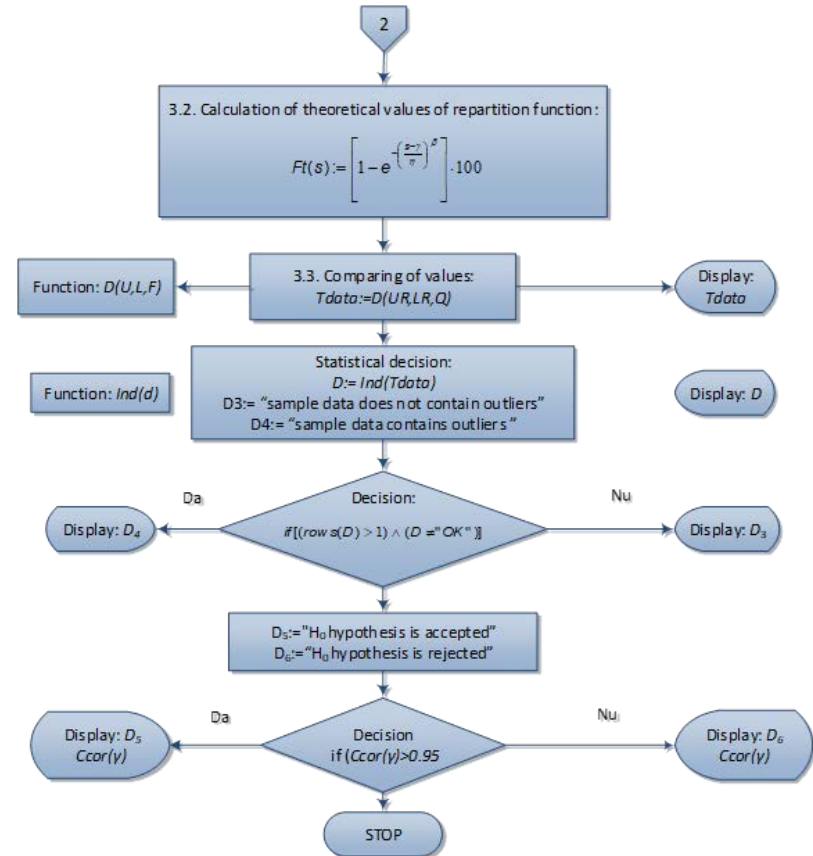 2
3.2. Calculation of theoretical values of repartition function:
Ft(s):= [1 − e^{-((s−γ)/η)^β}] ·100
Function: D(U,L,F)
3.3. Comparing of values:
Tdata:=D(UR,LR,Q)
Display:
Tdata
Function: Ind(d)
Statistical decision:
D:= Ind(Tdata)
D3:= “sample data does not contain outliers”
D4:= “sample data contains outliers ”
Display: D
Da
Decision:
if[(rows(D) > 1) ∧ (D ≠"OK" )]
Nu
Display: D₄
Display: D₃
D₅:="H₀ hypothesis is accepted”
D₆:=“H₀ hypothesis is rejected”
Da
Nu
Display: D₅
Ccor(γ)
Decision
if (Ccor(γ)>0.95
Display: D₆
Ccor(γ)
STOP